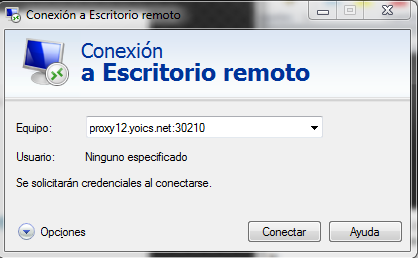 Conexión a Escritorio remoto
Conexión
a Escritorio remoto
Equipo: proxy12.yoics.net:30210
Usuario: Ninguno especificado
Se solicitarán credenciales al conectarse.
Opciones Conectar Ayuda